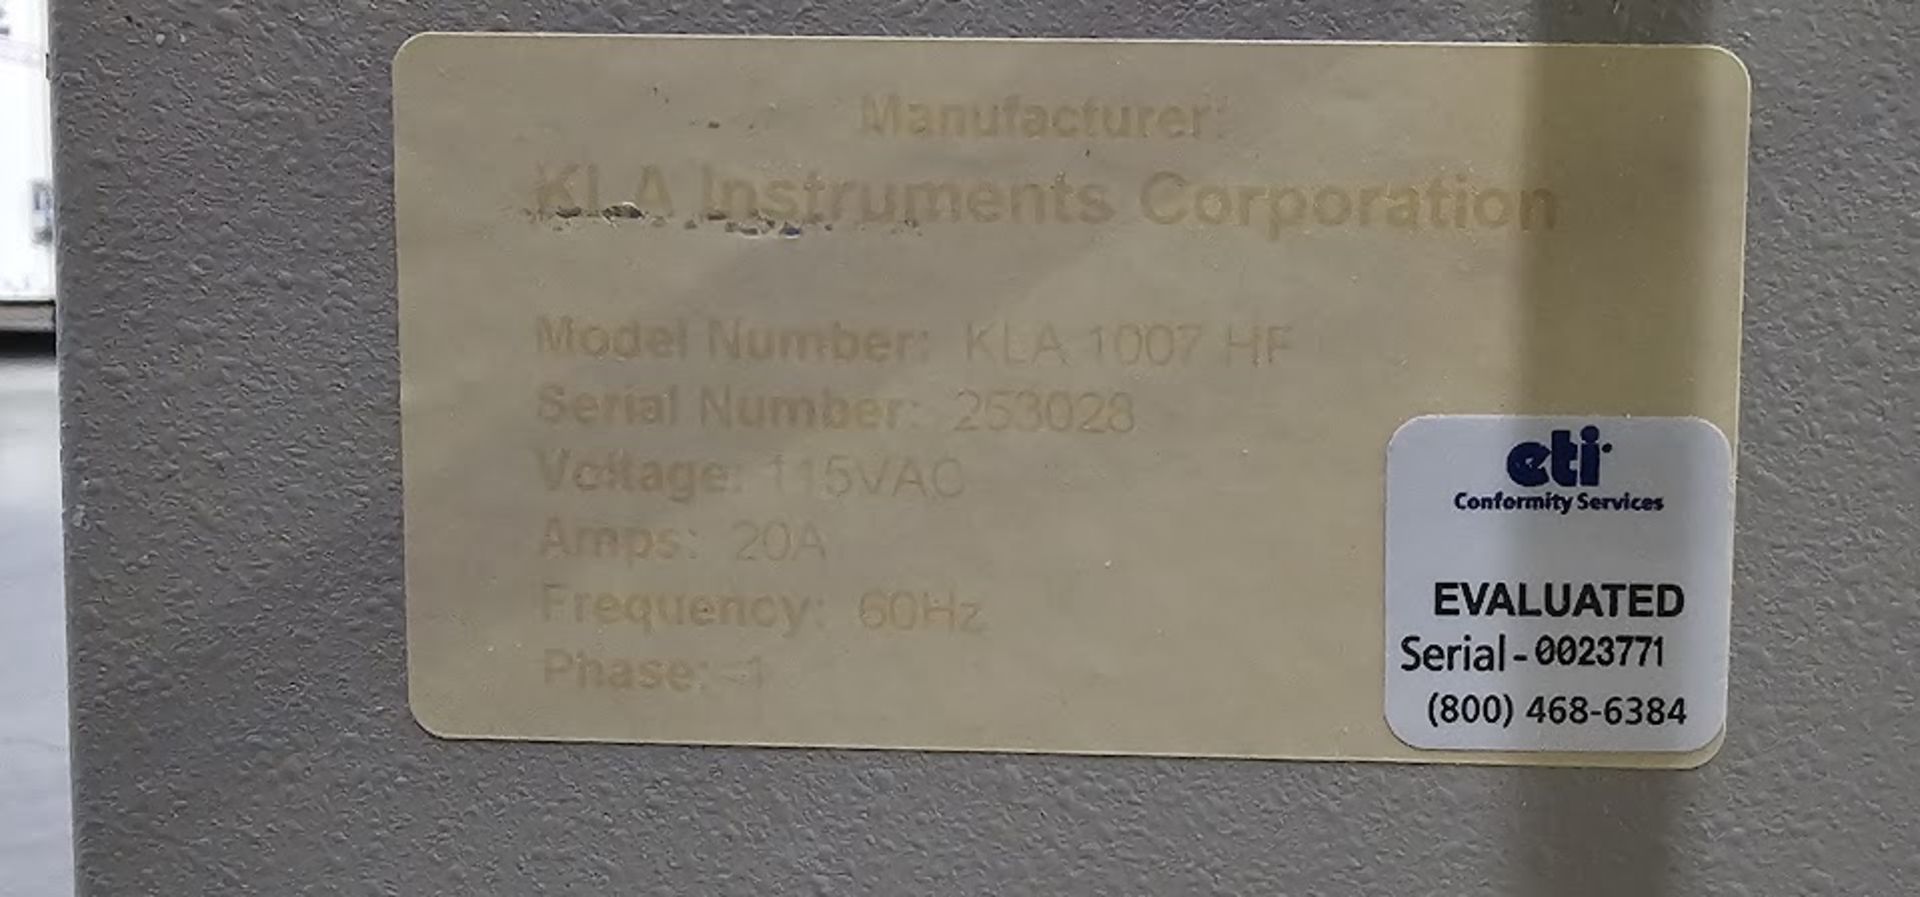 Manufacturer:
KLA Instruments Corporation
Model Number: KLA 1007 HF
Serial Number: 253028
Voltage: 115VAC
Amps: 20A
Frequency: 60Hz
Phase: 1
eti
Conformity Services
EVALUATED
Serial - 0023771
(800) 468-6384